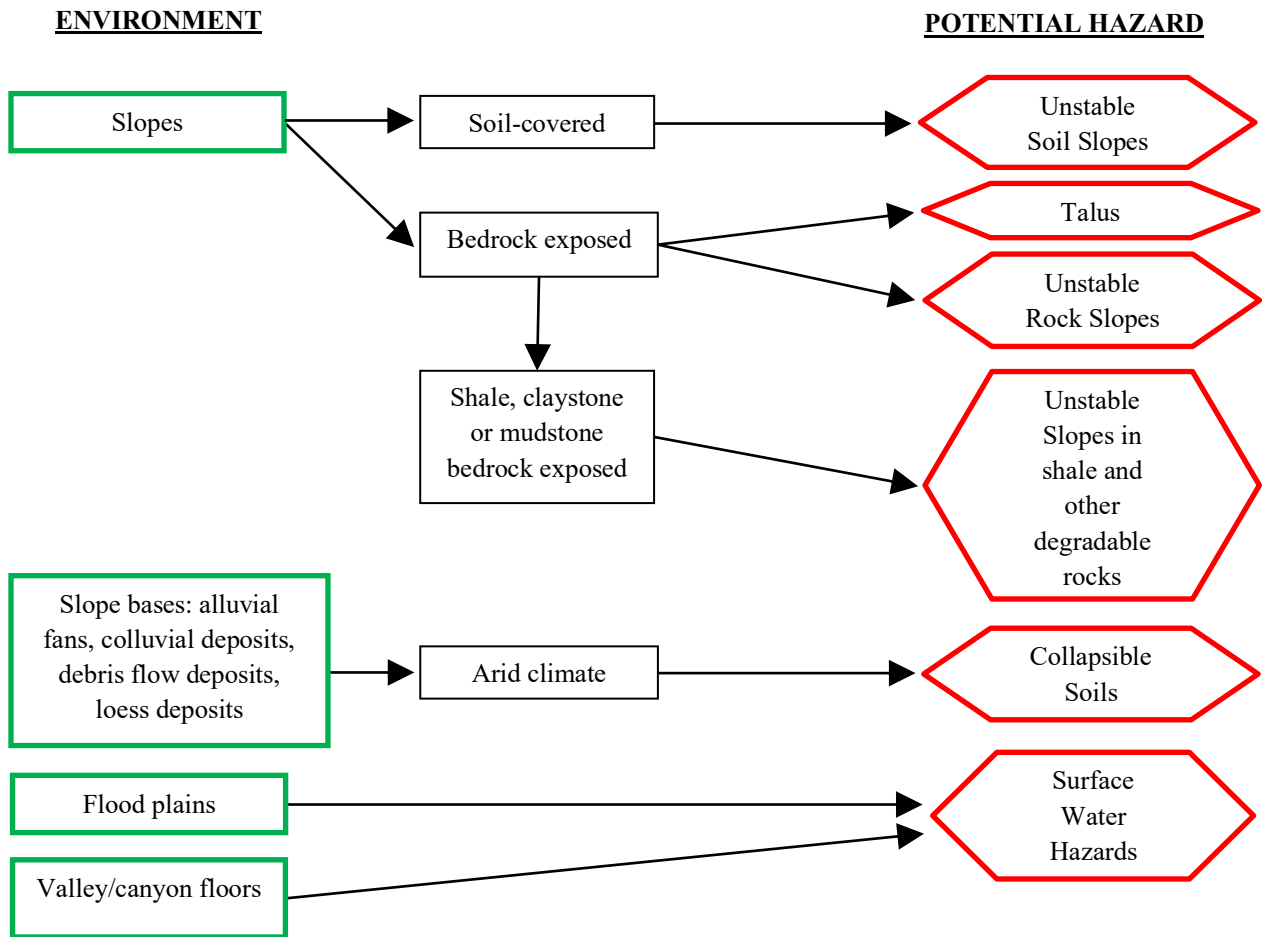 ENVIRONMENT
POTENTIAL HAZARD
Slopes
Soil-covered
Unstable
Soil Slopes
Bedrock exposed
Talus
Unstable
Rock Slopes
Shale, claystone
or mudstone
bedrock exposed
Unstable
Slopes in
shale and
other
degradable
rocks
Slope bases: alluvial
fans, colluvial deposits,
debris flow deposits,
loess deposits
Arid climate
Collapsible
Soils
Flood plains
Surface
Water
Hazards
Valley/canyon floors